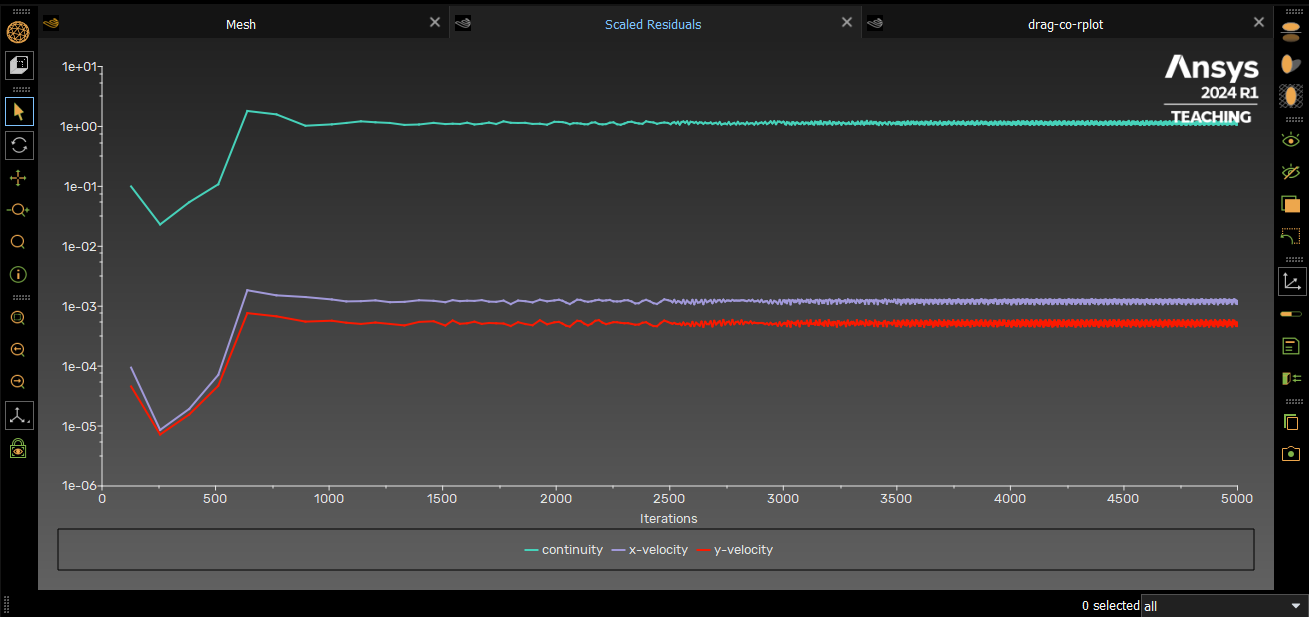 Mesh
Scaled Residuals
drag-co-rplot
Ansys
2024 R1
TEACHING
1e+01
1e+00
1e-01
1e-02
1e-03
1e-04
1e-05
1e-06
0 500 1000 1500 2000 2500 3000 3500 4000 4500 5000
Iterations
continuity x-velocity y-velocity
0 selected all